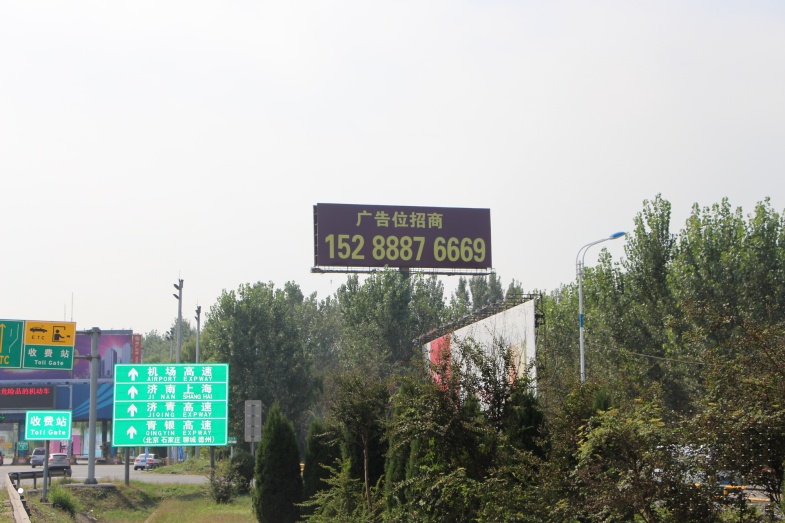 广告位招商
152 8887 6669
ETC
收费站
Toll Gate
收费站
Toll Gate
机场高速
AIRPORT EXPWAY
济南 上海
JI NAN SHANG HAI
济青高速
JIQING EXPWAY
青银高速
QINGYIN EXPWAY
(北京 石家庄 聊城 德州)